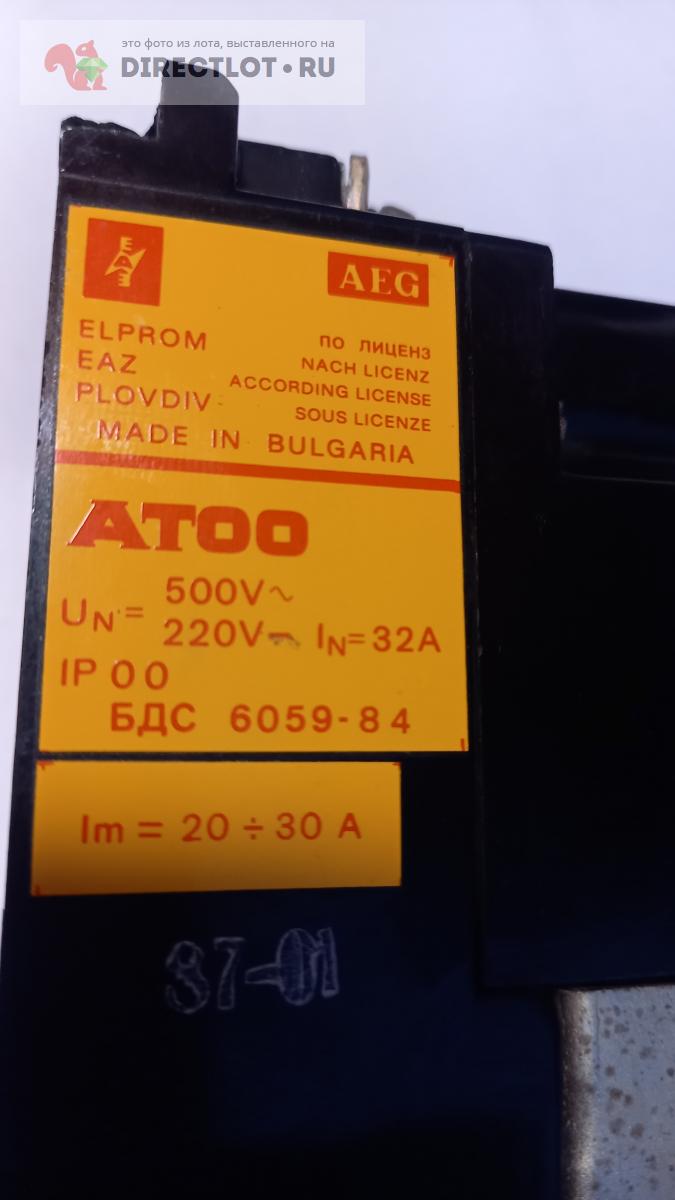 это фото из лота, выставленного на
DIRECTLOT•RU
EAE
AEG
ELPROM
EAZ
PLOVDIV
ПО ЛИЦЕНЗ
NACH LICENZ
ACCORDING LICENSE
SOUS LICENZE
MADE IN BULGARIA
ATOO
UN = 500V~
220V IN=32A
IP 00
БДС 6059-84
Im = 20 ÷ 30 A
37-01